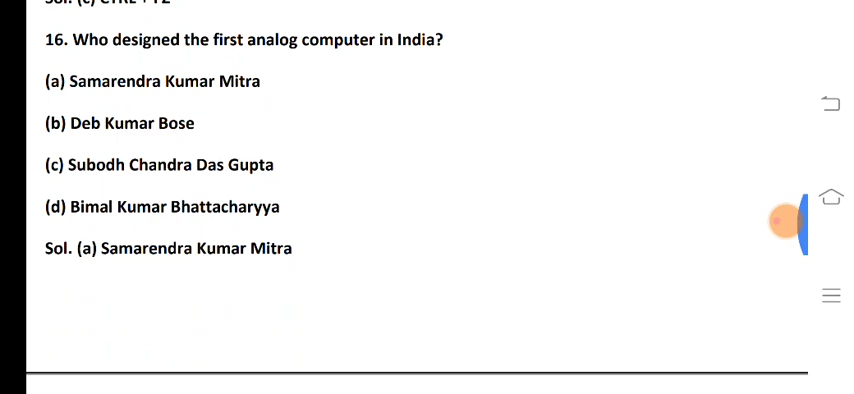 16. Who designed the first analog computer in India?
(a) Samarendra Kumar Mitra
(b) Deb Kumar Bose
(c) Subodh Chandra Das Gupta
(d) Bimal Kumar Bhattacharyya
Sol. (a) Samarendra Kumar Mitra